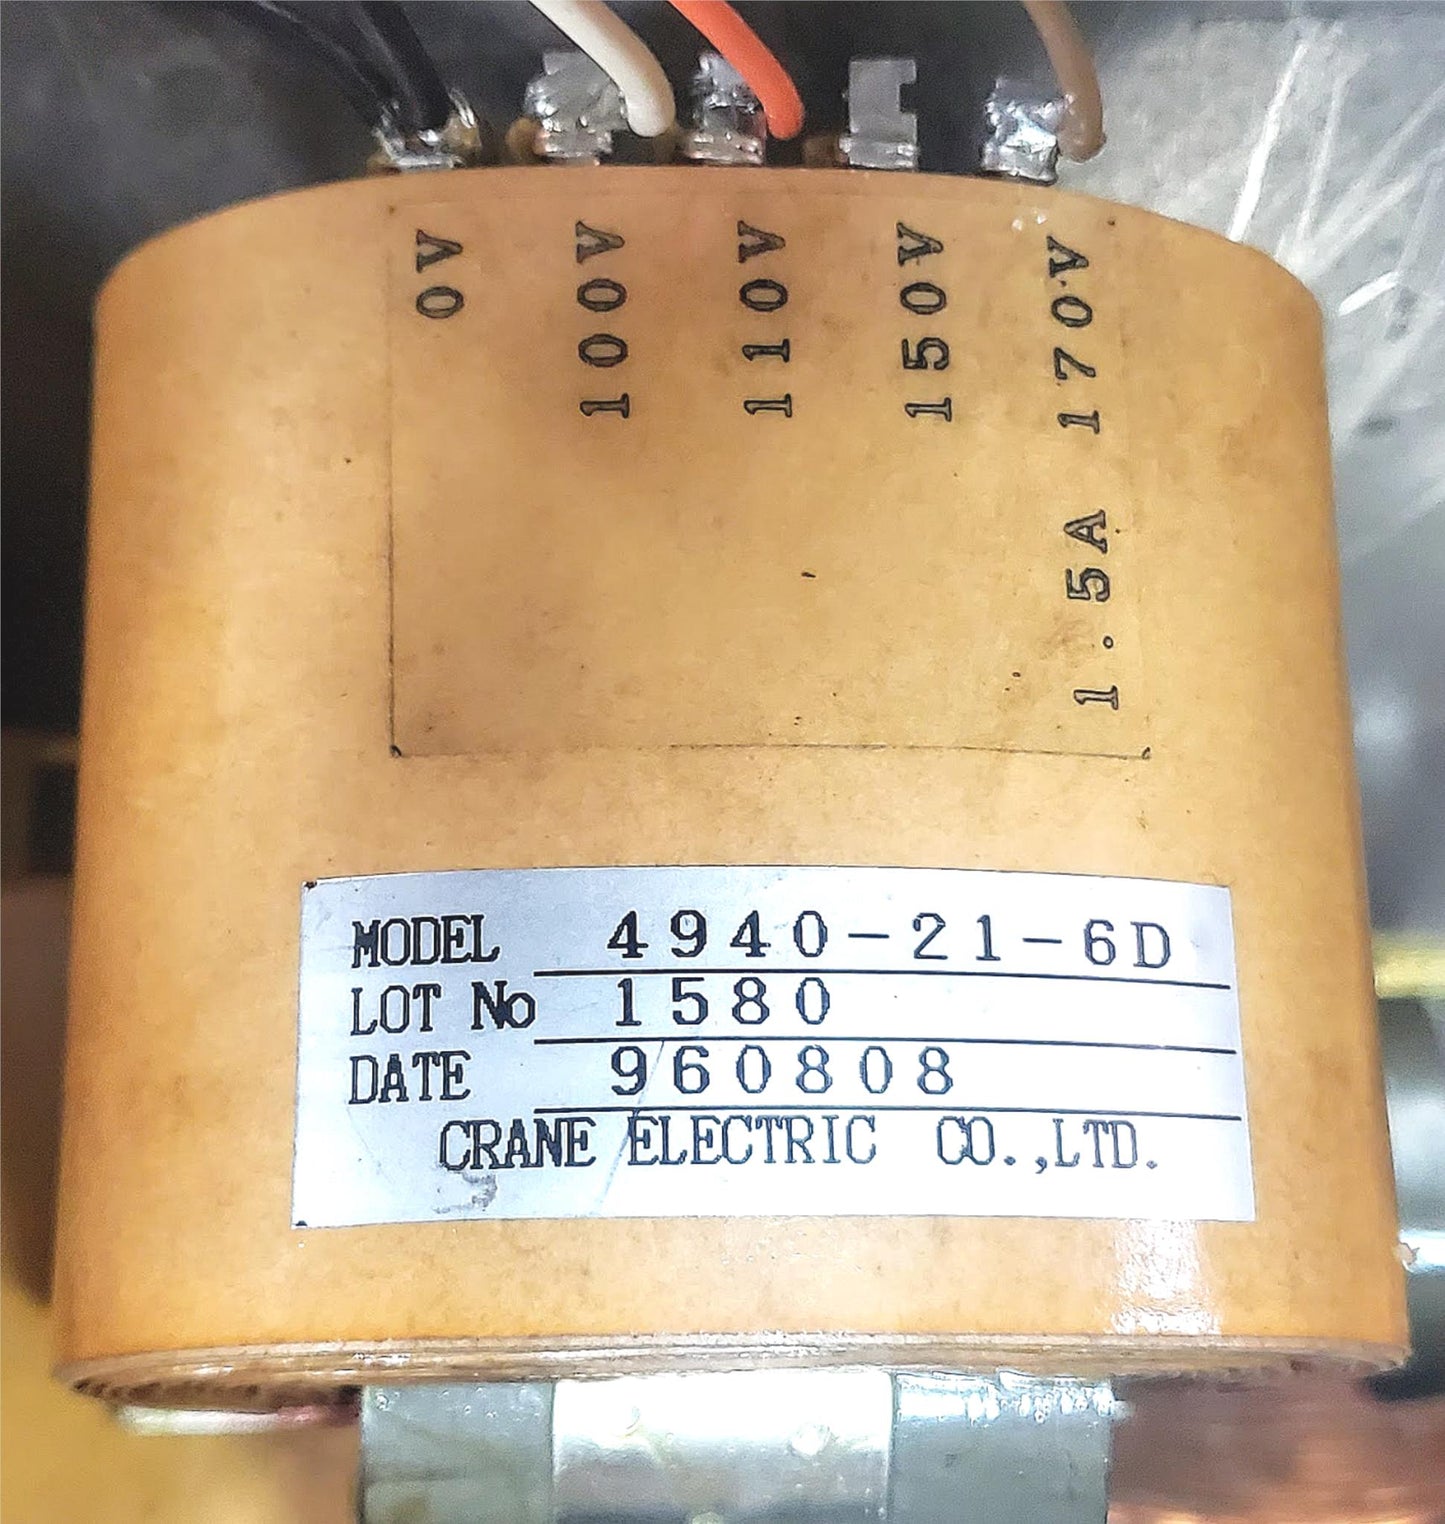 0V
100V
110V
150V
1.5A 170V
MODEL 4940-21-6D
LOT No 1580
DATE 960808
CRANE ELECTRIC CO.,LTD.